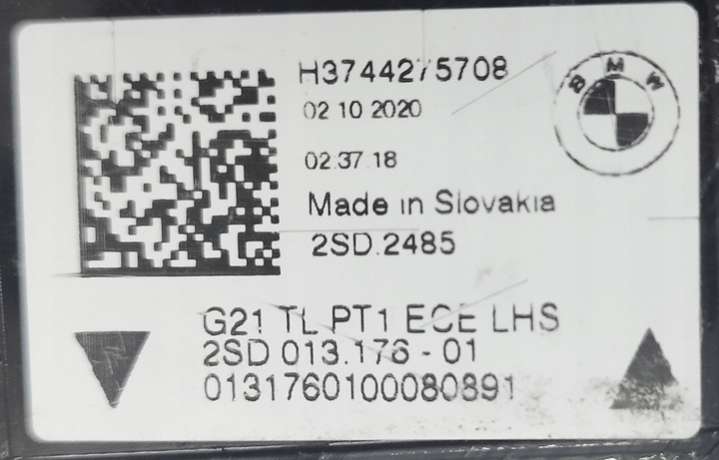 H3744275708
BMW
02 10 2020
02.37.18
Made in Slovakia
2SD.2485
G21 TL PT1 ECE LHS
2SD 013.176 - 01
0131760100080891